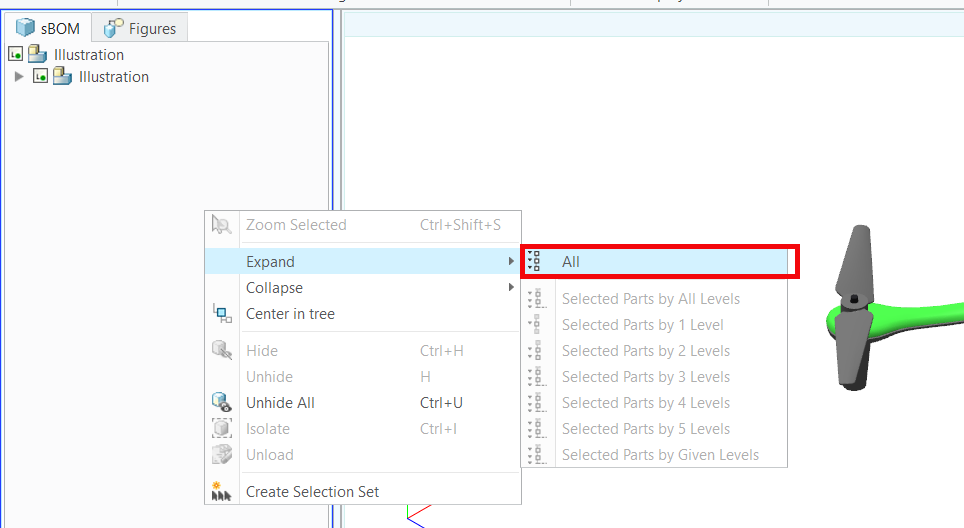 sBOM Figures
Illustration
Illustration
Zoom Selected Ctrl+Shift+S
Expand
Collapse
Center in tree
Hide Ctrl+H
Unhide H
Unhide All Ctrl+U
Isolate Ctrl+I
Unload
Create Selection Set
All
Selected Parts by All Levels
Selected Parts by 1 Level
Selected Parts by 2 Levels
Selected Parts by 3 Levels
Selected Parts by 4 Levels
Selected Parts by 5 Levels
Selected Parts by Given Levels